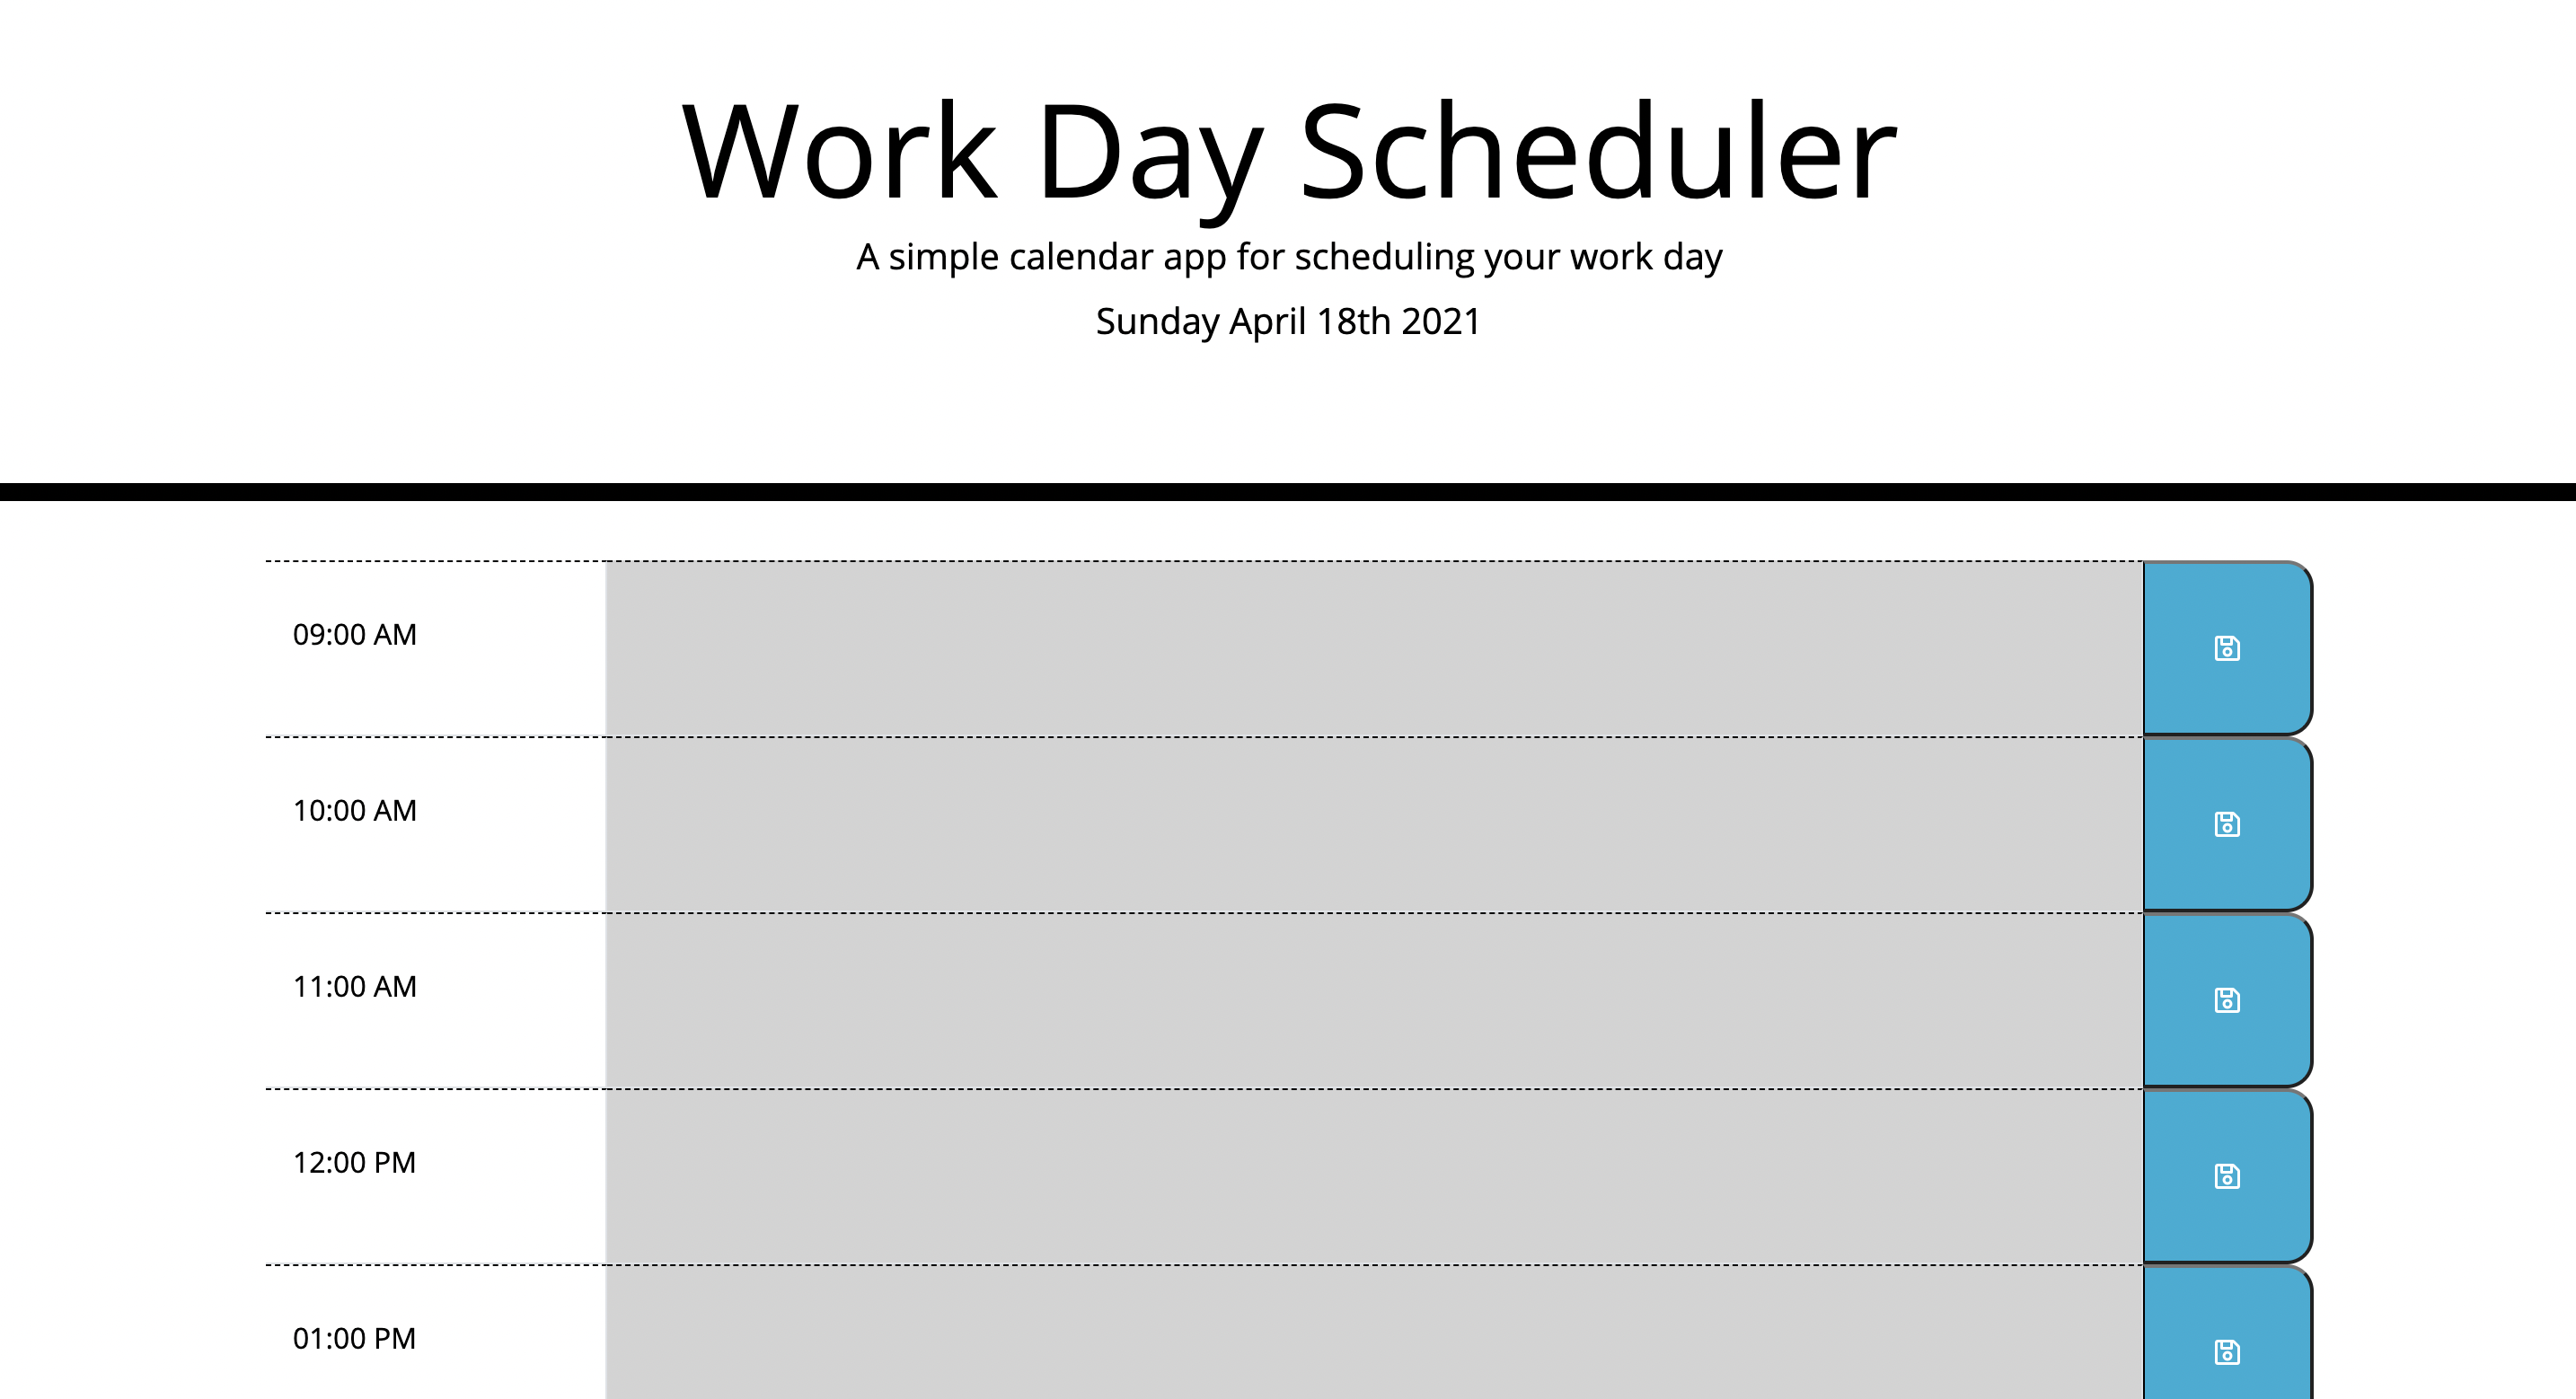 Work Day Scheduler
A simple calendar app for scheduling your work day
Sunday April 18th 2021
09:00 AM
10:00 AM
11:00 AM
12:00 PM
01:00 PM